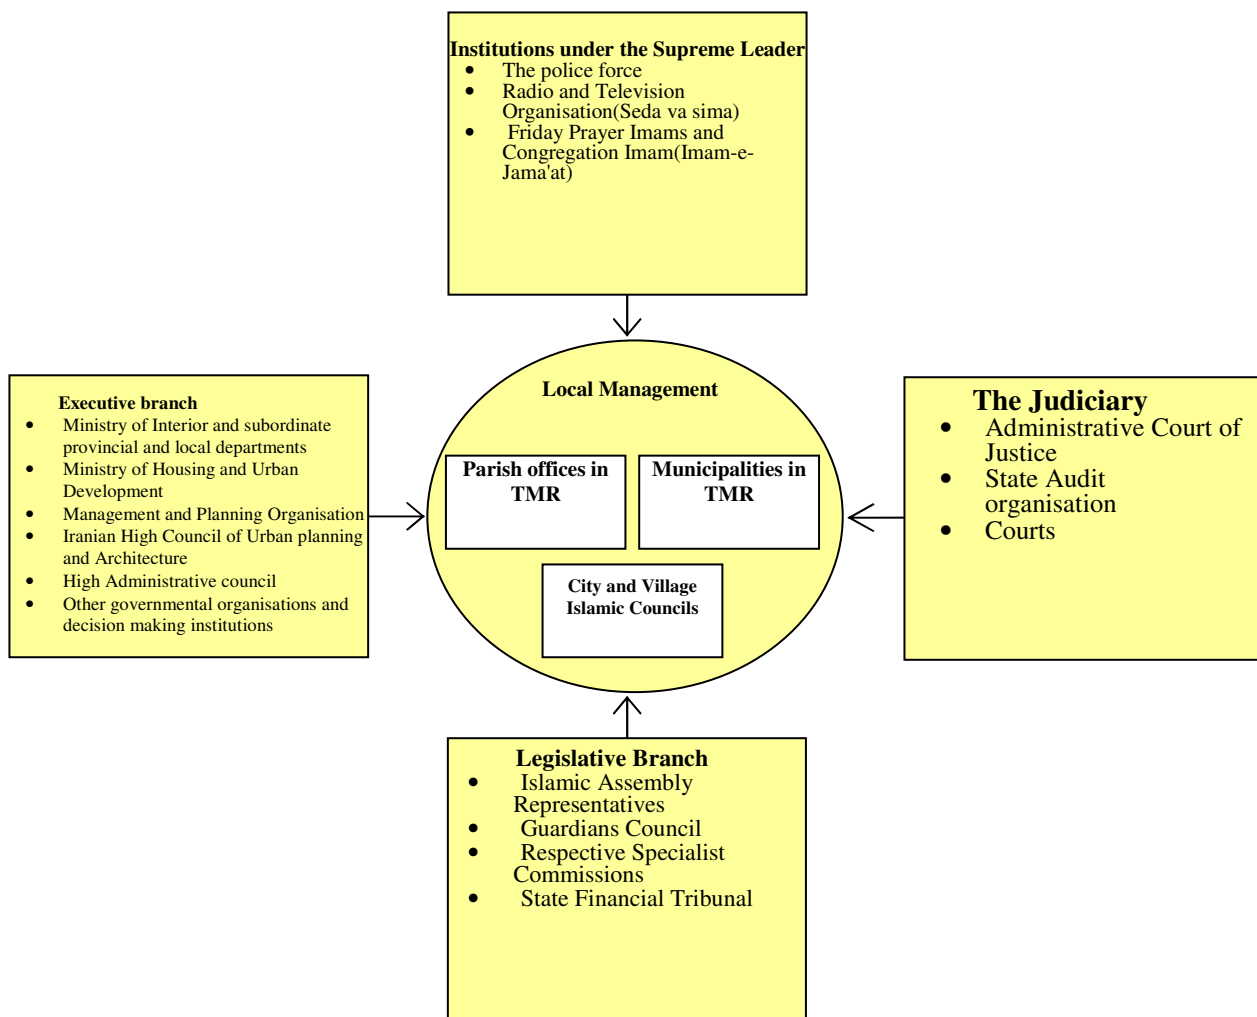 Institutions under the Supreme Leader
• The police force
• Radio and Television
Organisation(Seda va sima)
• Friday Prayer Imams and
Congregation Imam(Imam-e-
Jama'at)
Local Management
Parish offices in
TMR
Municipalities in
TMR
City and Village
Islamic Councils
Executive branch
• Ministry of Interior and subordinate
provincial and local departments
• Ministry of Housing and Urban
Development
• Management and Planning Organisation
• Iranian High Council of Urban planning
and Architecture
• High Administrative council
• Other governmental organisations and
decision making institutions
The Judiciary
• Administrative Court of
Justice
• State Audit
organisation
• Courts
Legislative Branch
• Islamic Assembly
Representatives
• Guardians Council
• Respective Specialist
Commissions
• State Financial Tribunal